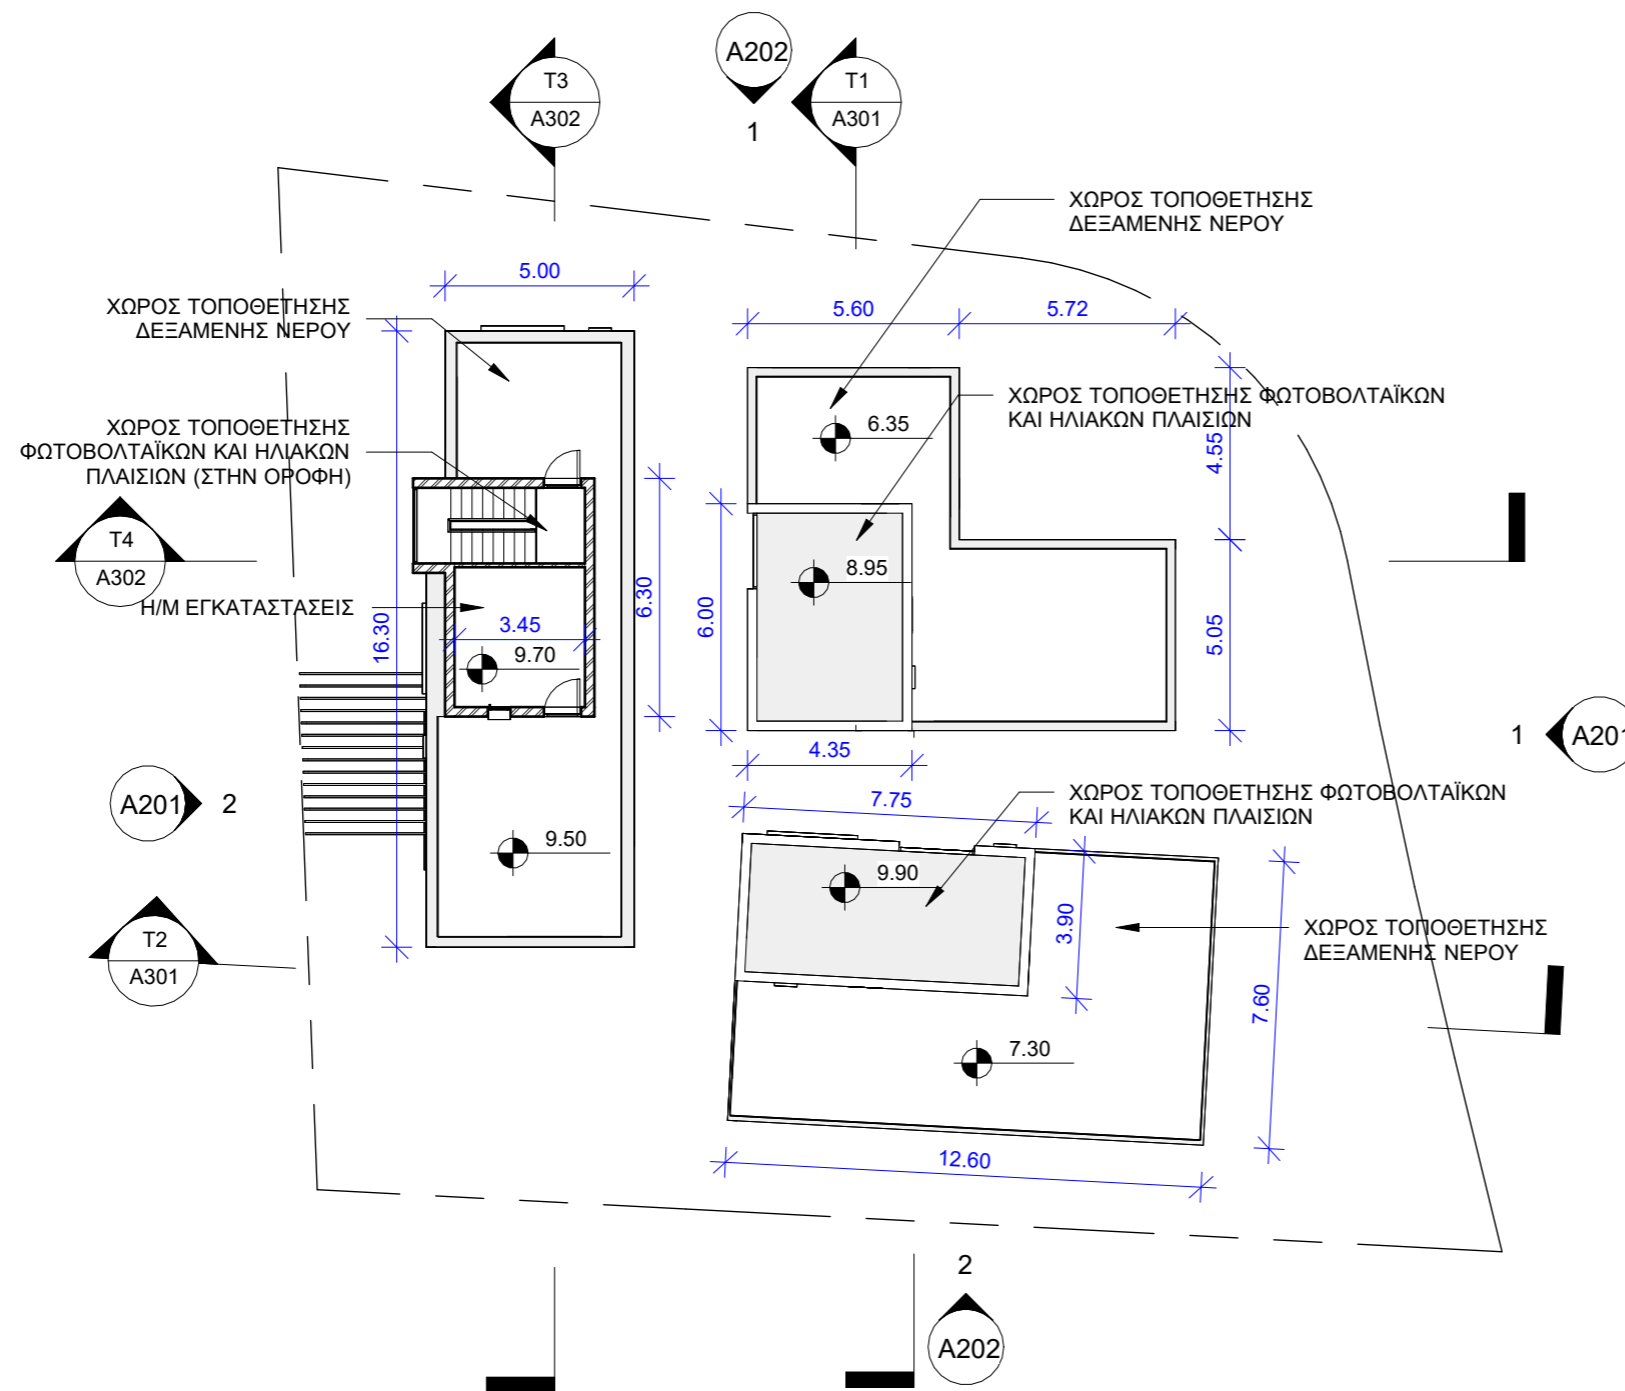 A202
1
T3
A302
T1
A301
ΧΩΡΟΣ ΤΟΠΟΘΕΤΗΣΗΣ
ΔΕΞΑΜΕΝΗΣ ΝΕΡΟΥ
5.00
5.60
5.72
ΧΩΡΟΣ ΤΟΠΟΘΕΤΗΣΗΣ
ΔΕΞΑΜΕΝΗΣ ΝΕΡΟΥ
ΧΩΡΟΣ ΤΟΠΟΘΕΤΗΣΗΣ ΦΩΤΟΒΟΛΤΑΪΚΩΝ
ΚΑΙ ΗΛΙΑΚΩΝ ΠΛΑΙΣΙΩΝ
6.35
4.55
ΧΩΡΟΣ ΤΟΠΟΘΕΤΗΣΗΣ
ΦΩΤΟΒΟΛΤΑΪΚΩΝ ΚΑΙ ΗΛΙΑΚΩΝ
ΠΛΑΙΣΙΩΝ (ΣΤΗΝ ΟΡΟΦΗ)
T4
A302
8.95
Η/Μ ΕΓΚΑΤΑΣΤΑΣΕΙΣ
16.30
3.45
6.30
6.00
5.05
9.70
1
A201
4.35
A201
2
7.75
ΧΩΡΟΣ ΤΟΠΟΘΕΤΗΣΗΣ ΦΩΤΟΒΟΛΤΑΪΚΩΝ
ΚΑΙ ΗΛΙΑΚΩΝ ΠΛΑΙΣΙΩΝ
9.50
9.90
3.90
ΧΩΡΟΣ ΤΟΠΟΘΕΤΗΣΗΣ
ΔΕΞΑΜΕΝΗΣ ΝΕΡΟΥ
T2
A301
7.60
7.30
12.60
2
A202